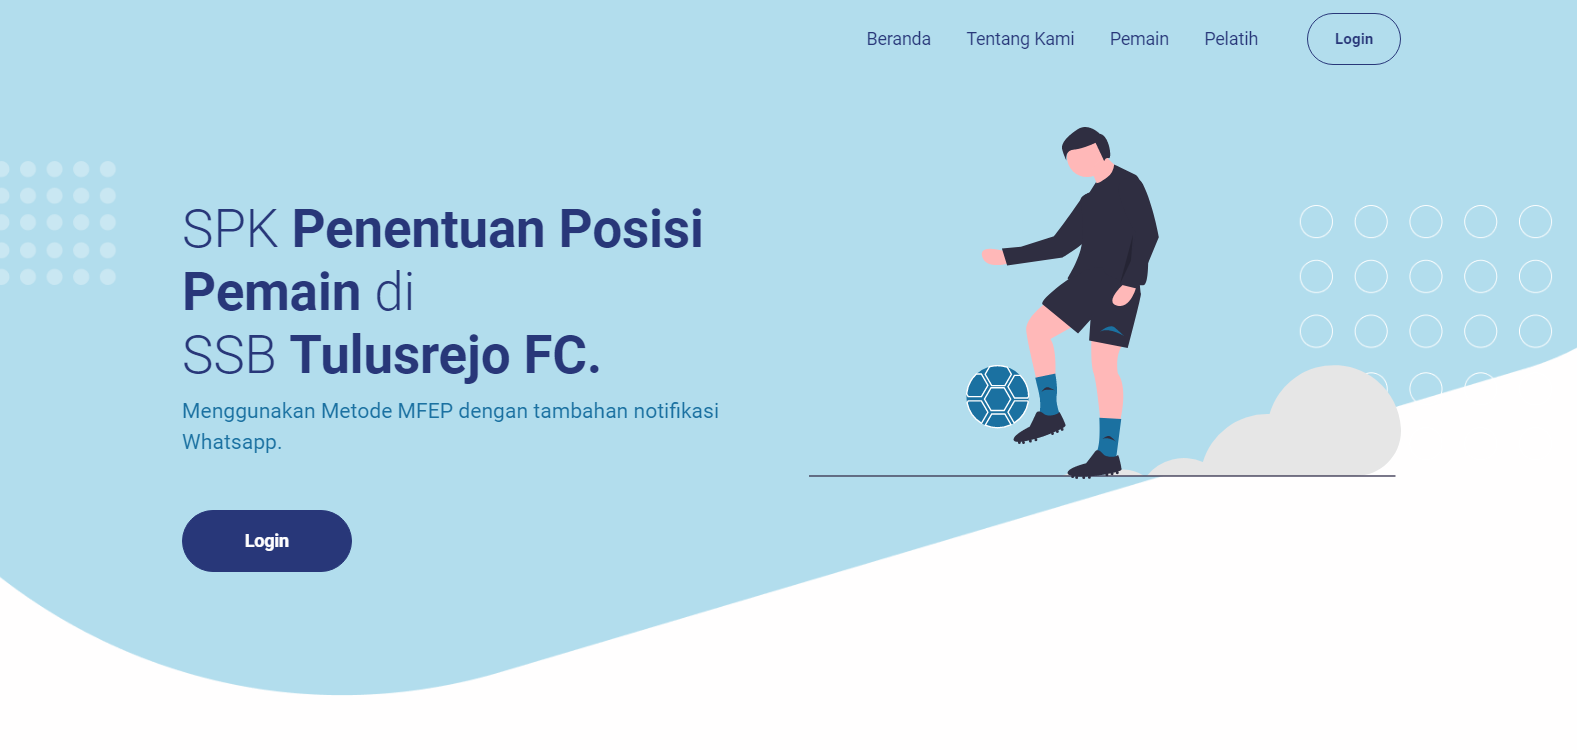 Beranda Tentang Kami Pemain Pelatih Login
SPK Penentuan Posisi
Pemain di
SSB Tulusrejo FC.
Menggunakan Metode MFEP dengan tambahan notifikasi
Whatsapp.
Login